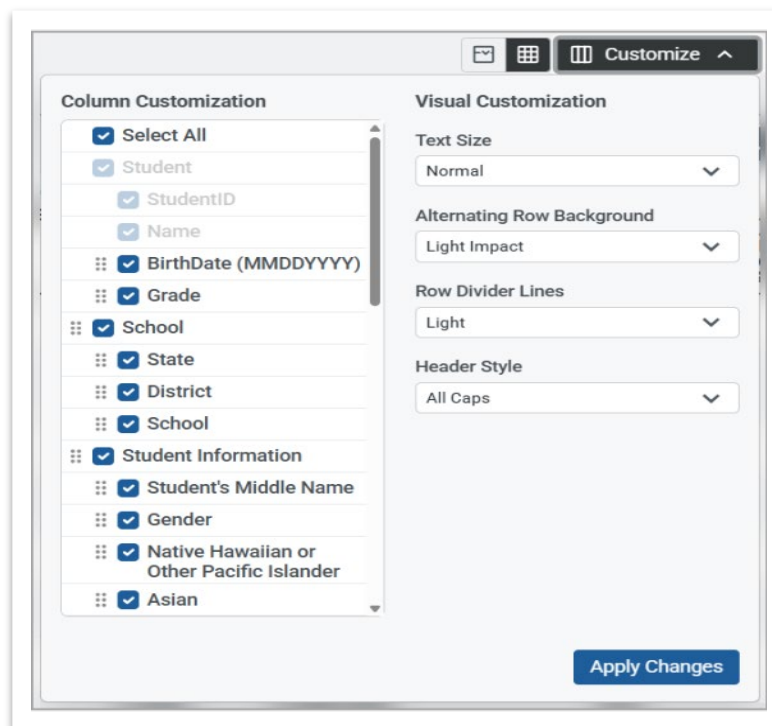 Customize
Column Customization
Select All
Student
StudentID
Name
BirthDate (MMDDYYYY)
Grade
School
State
District
School
Student Information
Student's Middle Name
Gender
Native Hawaiian or
Other Pacific Islander
Asian
Visual Customization
Text Size
Normal
Alternating Row Background
Light Impact
Row Divider Lines
Light
Header Style
All Caps
Apply Changes